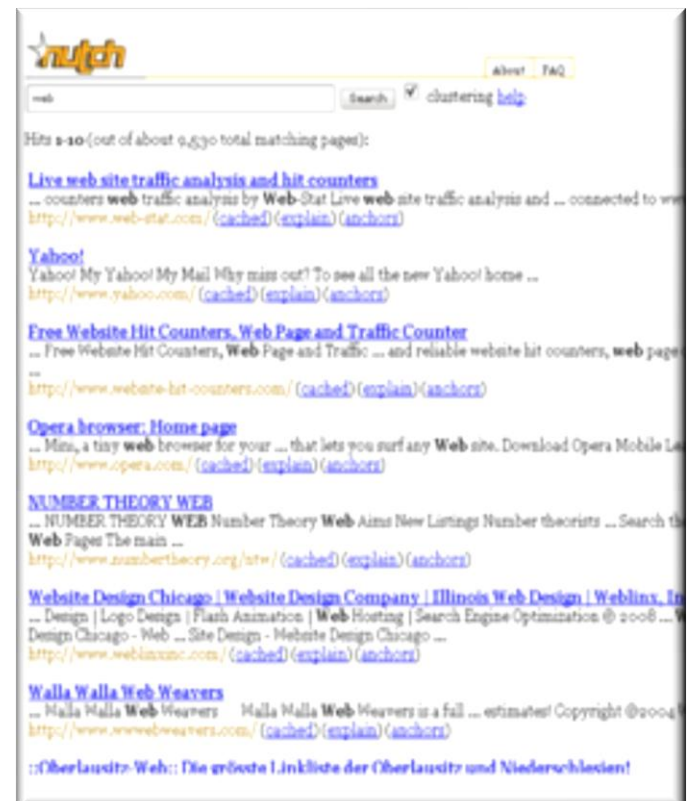 nutch
About FAQ
web Search clustering help
Hits 1-10 (out of about 9,530 total matching pages):
Live web site traffic analysis and hit counters
... counters web traffic analysis by Web-Stat Live web site traffic analysis and ... connected to
http://www.web-stat.com/ (cached) (explain) (anchors)
Yahoo!
Yahoo! My Yahoo! My Mail Why miss out? To see all the new Yahoo! home ...
http://www.yahoo.com/ (cached) (explain) (anchors)
Free Website Hit Counters, Web Page and Traffic Counter
... Free Website Hit Counters, Web Page and Traffic ... and reliable website hit counters, web page
...
http://www.website-hit-counters.com/ (cached) (explain) (anchors)
Opera browser: Home page
... Mini, a tiny web browser for your ... that lets you surf any Web site. Download Opera Mobile
http://www.opera.com/ (cached) (explain) (anchors)
NUMBER THEORY WEB
... NUMBER THEORY WEB Number Theory Web Aims New Listings Number theorists ... Search
Web Pages The main ...
http://www.numbertheory.org/ntw/ (cached) (explain) (anchors)
Website Design Chicago | Website Design Company | Illinois Web Design | Weblinx, In
... Design | Logo Design | Flash Animation | Web Hosting | Search Engine Optimization © 2008 ...
Design Chicago - Web ... Site Design - Website Design Chicago ...
http://www.weblinxinc.com/ (cached) (explain) (anchors)
Walla Walla Web Weavers
... Walla Walla Web Weavers Walla Walla Web Weavers is a full ... estimates! Copyright ©2004
http://www.wwwebweavers.com/ (cached) (explain) (anchors)
::Oberlausitz-Web:: Die grösste Linkliste der Oberlausitz und Niederschlesien!